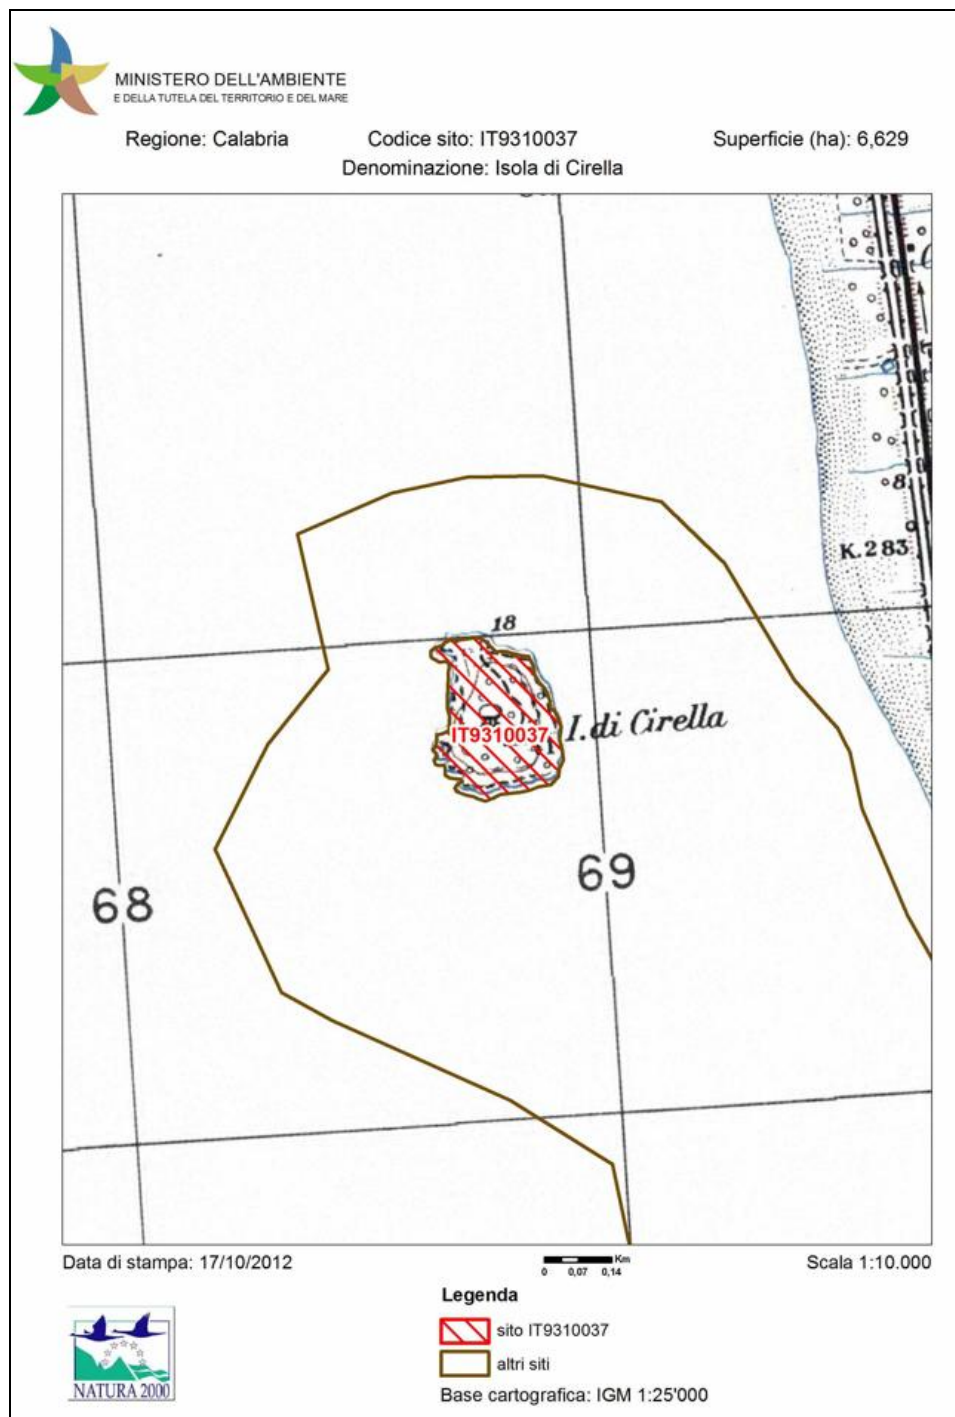 MINISTERO DELL'AMBIENTE
E DELLA TUTELA DEL TERRITORIO E DEL MARE
Regione: Calabria Codice sito: IT9310037 Superficie (ha): 6,629
Denominazione: Isola di Cirella
8.
K.283
18
I. di Cirella
IT9310037
69
68
Data di stampa: 17/10/2012
Km
0 0,07 0,14
Scala 1:10.000
Legenda
sito IT9310037
altri siti
Base cartografica: IGM 1:25'000
NATURA 2000